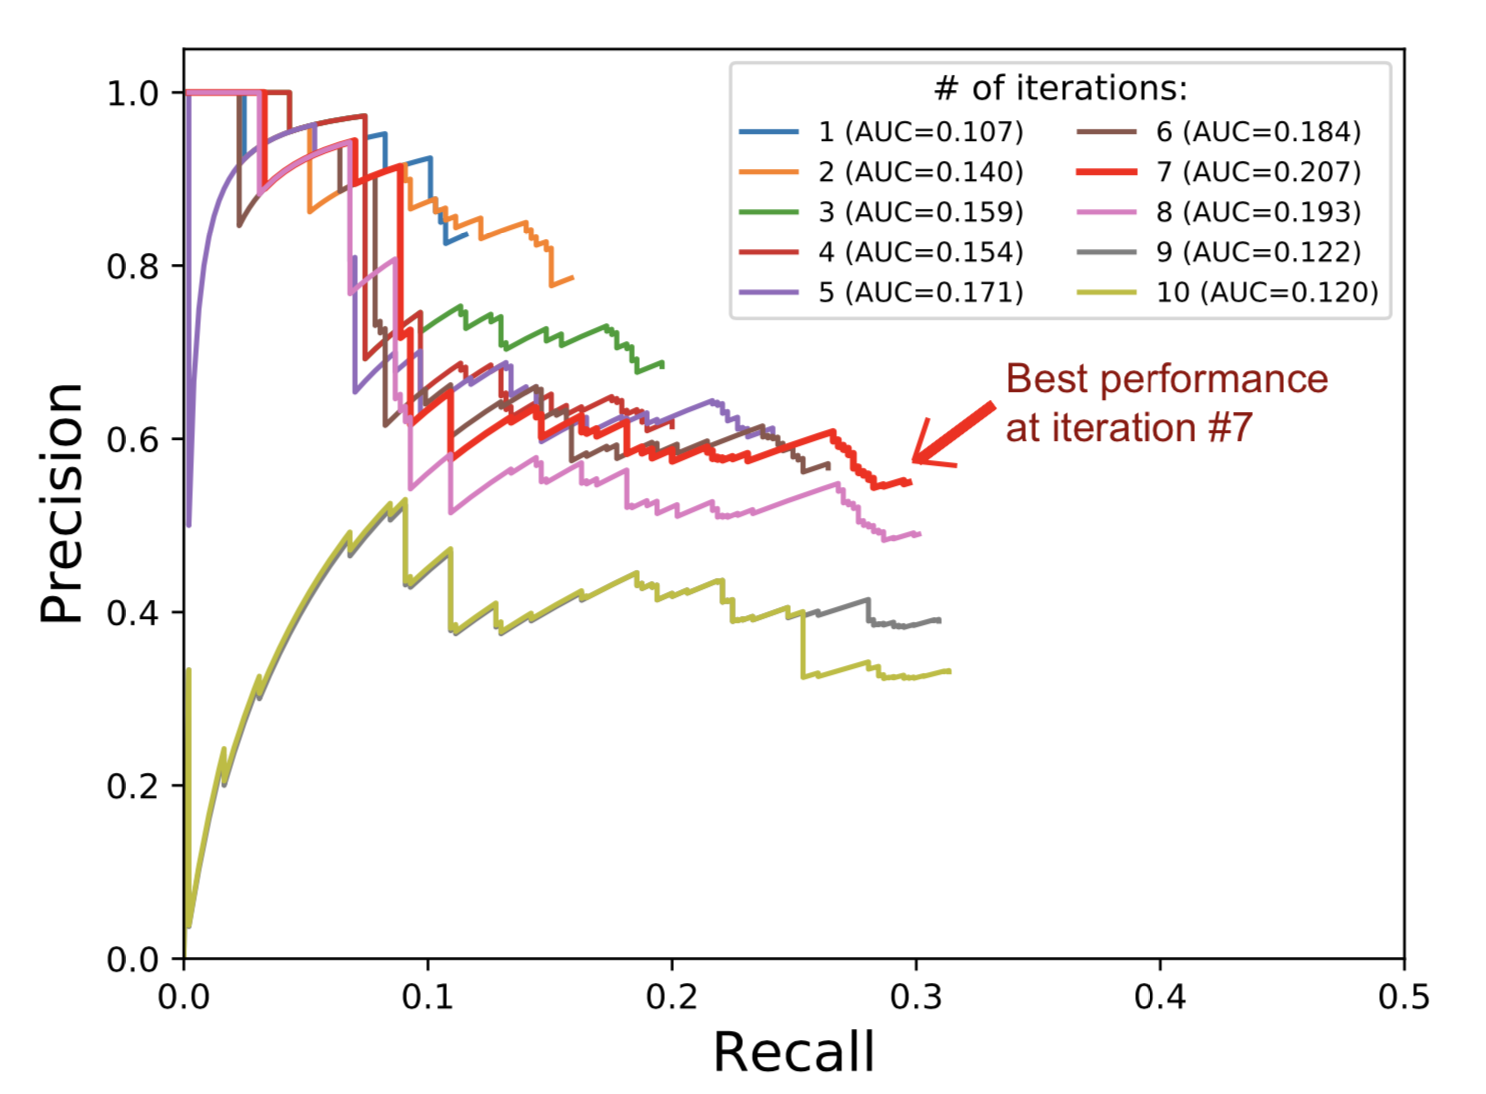 # of iterations:
1 (AUC=0.107)
2 (AUC=0.140)
3 (AUC=0.159)
4 (AUC=0.154)
5 (AUC=0.171)
6 (AUC=0.184)
7 (AUC=0.207)
8 (AUC=0.193)
9 (AUC=0.122)
10 (AUC=0.120)
Best performance
at iteration #7
Precision
1.0
0.8
0.6
0.4
0.2
0.0
0.0 0.1 0.2 0.3 0.4 0.5
Recall